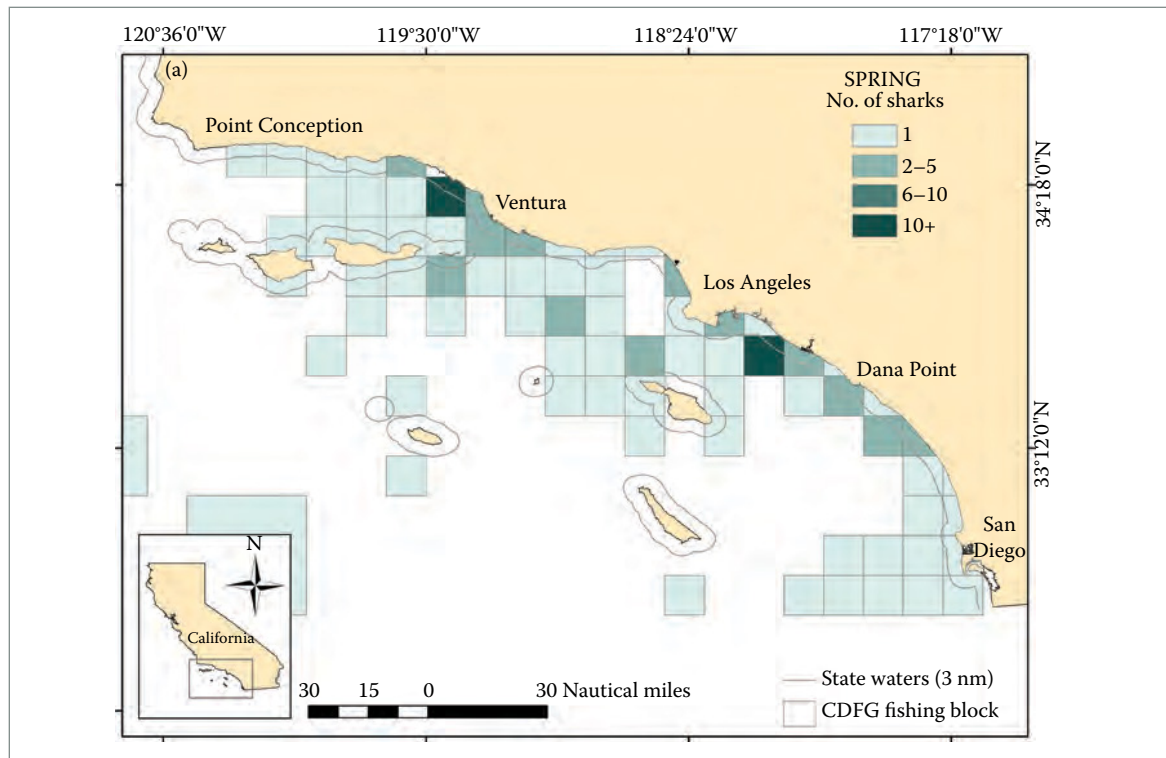 120°36'0"W 119°30'0"W 118°24'0"W 117°18'0"W
(a)
SPRING
No. of sharks
1
2–5
6–10
10+
Point Conception
34°18'0"N
Ventura
Los Angeles
Dana Point
33°12'0"N
San
Diego
N
California
30 15 0 30 Nautical miles
State waters (3 nm)
CDFG fishing block